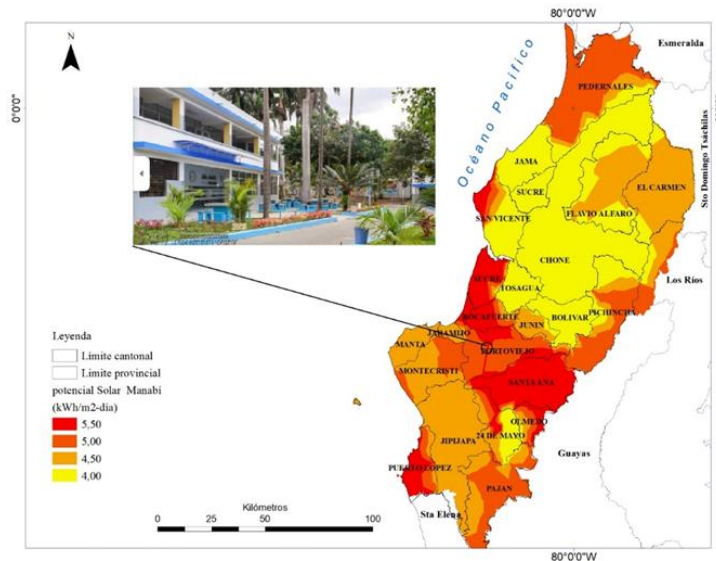 80°0'0"W
N
Esmeralda
Océano Pacífico
0°0'0"
PEDERNALES
Sto Domingo Tsáchilas
JAMA
SUCRE
EL CARMEN
SAN VICENTE
FLAVIO ALFARO
CHONE
Los Ríos
SUCRE
TOSAGUA
ROCAFUERTE
BOLIVAR
PICHINCHA
JUNIN
JARAMIJO
MANTA
PORTOVIEJO
MONTECRISTI
SANTA ANA
OLMEDO
24 DE MAYO
JIPIJAPA
Guayas
PUERTO LÓPEZ
PAJAN
Sta Elena
Leyenda
Límite cantonal
Límite provincial
potencial Solar Manabí
(kWh/m2-día)
5,50
5,00
4,50
4,00
Kilómetros
0 25 50 100
80°0'0"W